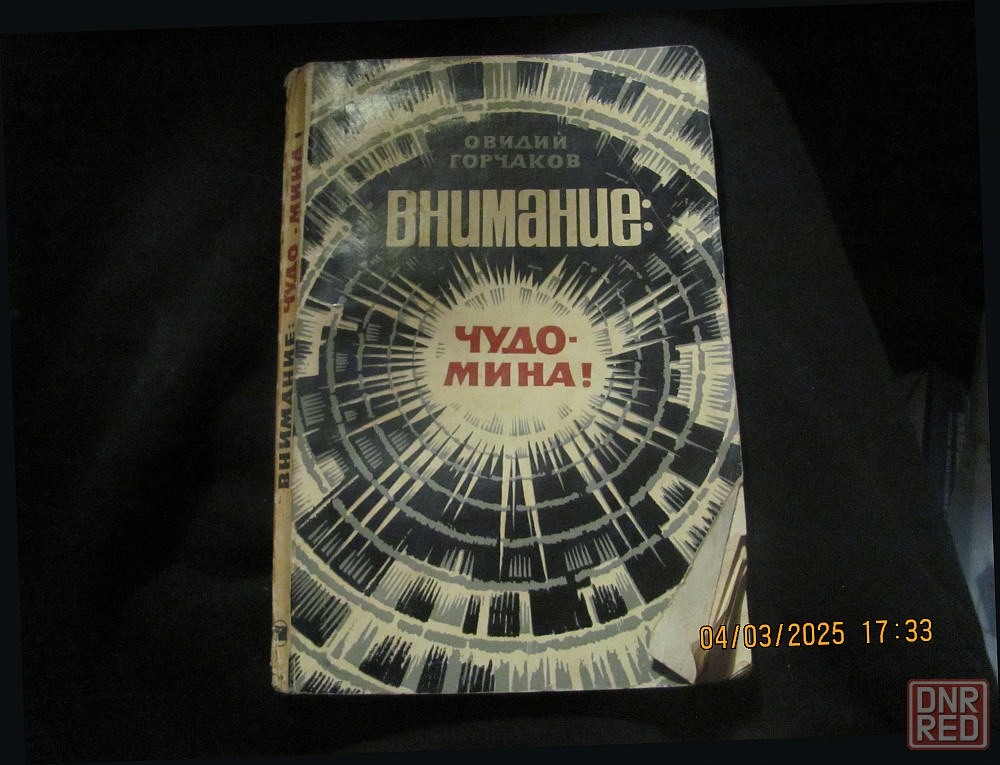 ОВИДИЙ
ГОРЧАКОВ
ВНИМАНИЕ:
ЧУДО-
МИНА!
ВНИМАНИЕ: ЧУДО-МИНА!
04/03/2025 17:33
DNR
RED